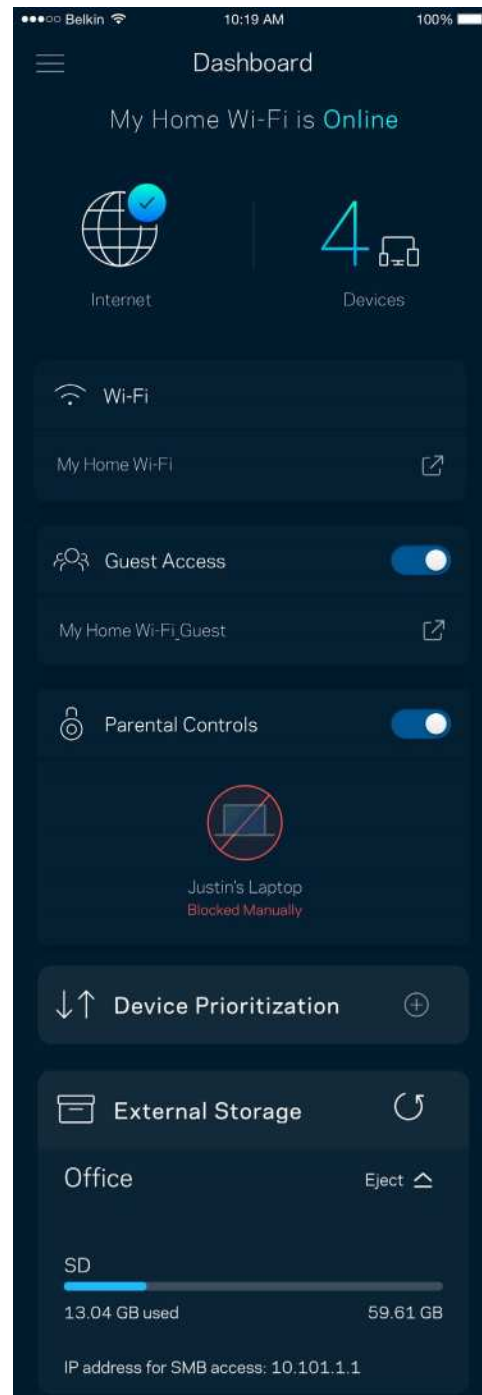 Belkin 10:19 AM 100%
Dashboard
My Home Wi-Fi is Online
4
Internet Devices
Wi-Fi
My Home Wi-Fi
Guest Access
My Home Wi-Fi_Guest
Parental Controls
Justin's Laptop
Blocked Manually
Device Prioritization
External Storage
Office Eject
SD
13.04 GB used 59.61 GB
IP address for SMB access: 10.101.1.1